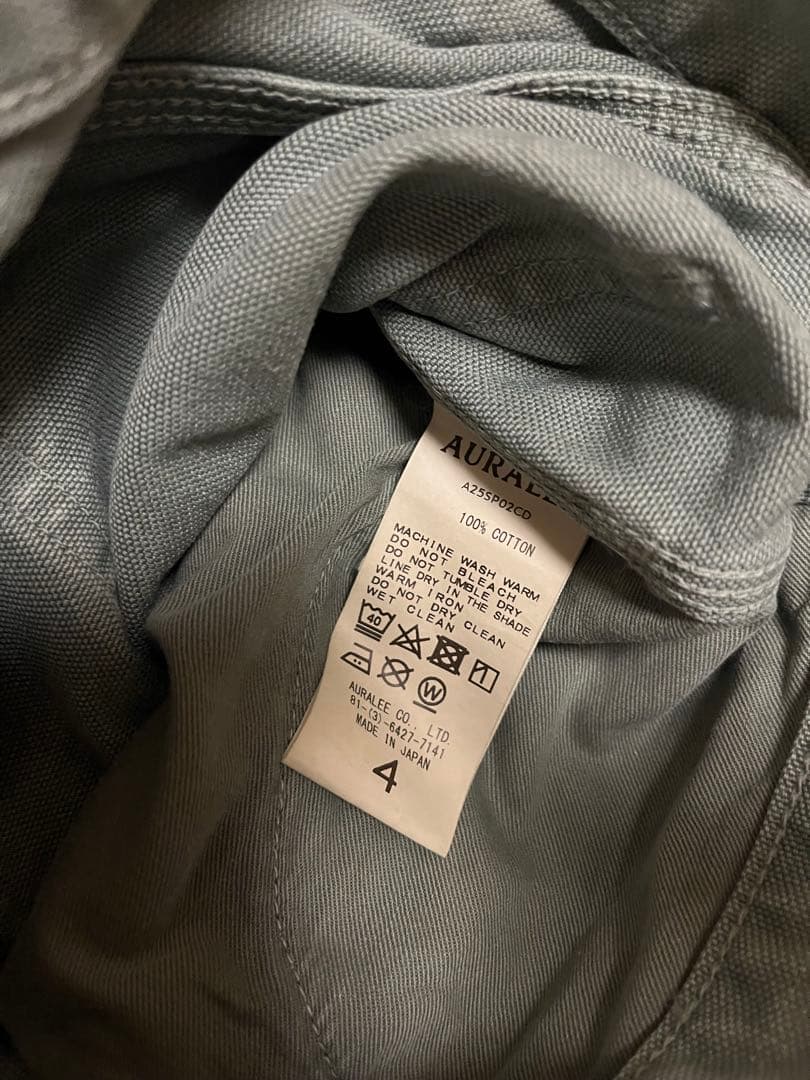 AURALEE
A25SP02CD
100% COTTON
MACHINE WASH WARM
DO NOT BLEACH
DO NOT TUMBLE DRY
LINE DRY IN THE SHADE
WARM IRON
DO NOT DRY CLEAN
WET CLEAN
40
W
AURALEE CO., LTD.
81-(3)-6427-7141
MADE IN JAPAN
4